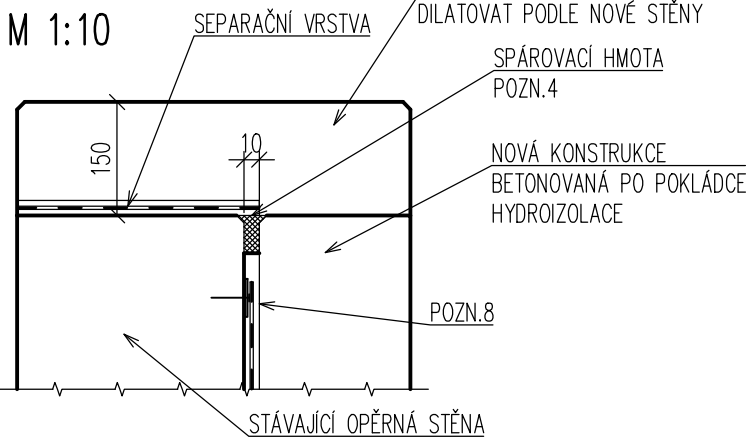 M 1:10
SEPARAČNÍ VRSTVA
DILATOVAT PODLE NOVÉ STĚNY
SPÁROVACÍ HMOTA
POZN.4
150
10
NOVÁ KONSTRUKCE
BETONOVANÁ PO POKLÁDCE
HYDROIZOLACE
POZN.8
STÁVAJÍCÍ OPĚRNÁ STĚNA